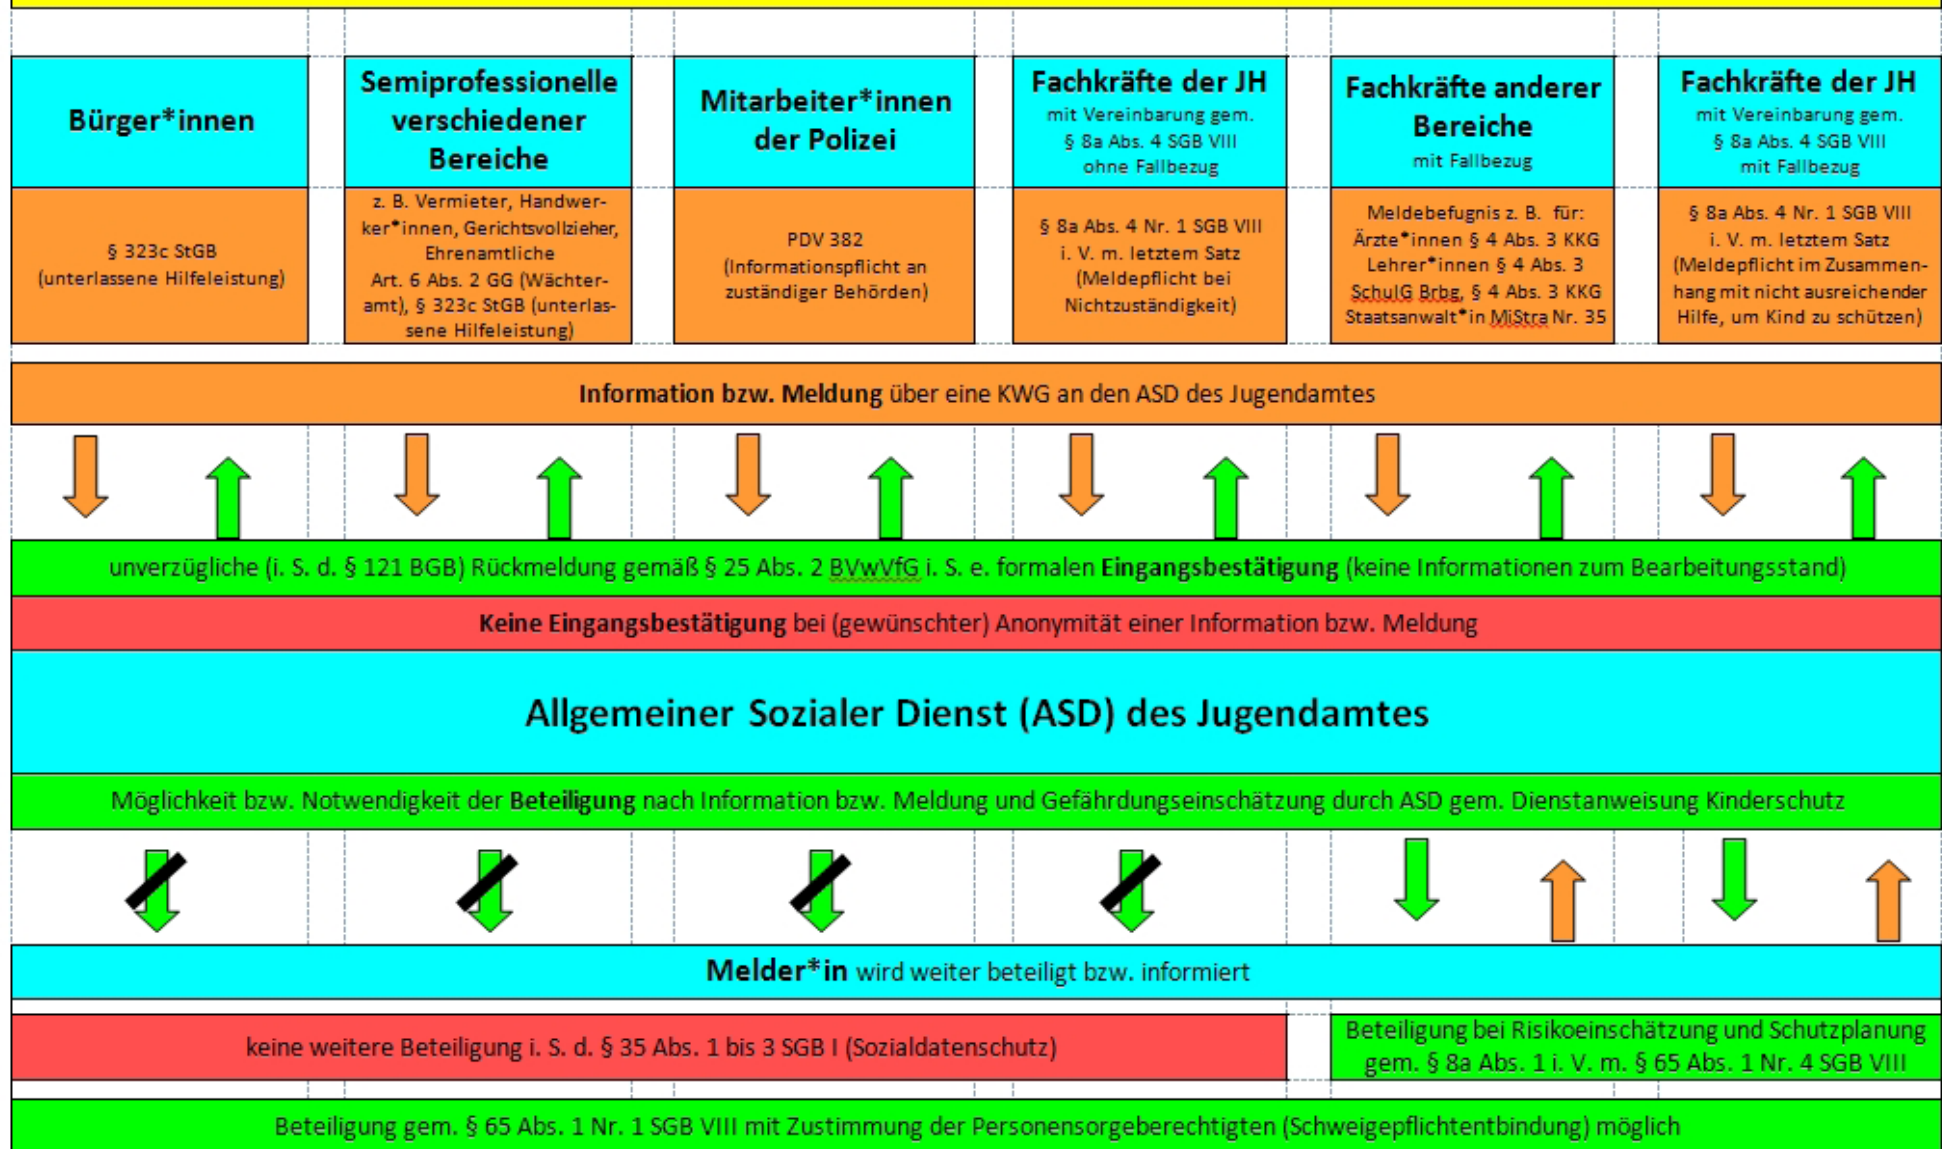 Bürger*innen
§ 323c StGB
(unterlassene Hilfeleistung)
Semiprofessionelle
verschiedener
Bereiche
z. B. Vermieter, Handwer-
ker*innen, Gerichtsvollzieher,
Ehrenamtliche
Art. 6 Abs. 2 GG (Wächter-
amt), § 323c StGB (unterlas-
sene Hilfeleistung)
Mitarbeiter*innen
der Polizei
PDV 382
(Informationspflicht an
zuständiger Behörden)
Fachkräfte der JH
mit Vereinbarung gem.
§ 8a Abs. 4 SGB VIII
ohne Fallbezug
§ 8a Abs. 4 Nr. 1 SGB VIII
i. V. m. letztem Satz
(Meldepflicht bei
Nichtzuständigkeit)
Fachkräfte anderer
Bereiche
mit Fallbezug
Meldebefugnis z. B. für:
Ärzte*innen § 4 Abs. 3 KKG
Lehrer*innen § 4 Abs. 3
SchulG Brbg, § 4 Abs. 3 KKG
Staatsanwalt*in MiStra Nr. 35
Fachkräfte der JH
mit Vereinbarung gem.
§ 8a Abs. 4 SGB VIII
mit Fallbezug
§ 8a Abs. 4 Nr. 1 SGB VIII
i. V. m. letztem Satz
(Meldepflicht im Zusammen-
hang mit nicht ausreichender
Hilfe, um Kind zu schützen)
Information bzw. Meldung über eine KWG an den ASD des Jugendamtes
unverzügliche (i. S. d. § 121 BGB) Rückmeldung gemäß § 25 Abs. 2 BVwVfG i. S. e. formalen Eingangsbestätigung (keine Informationen zum Bearbeitungsstand)
Keine Eingangsbestätigung bei (gewünschter) Anonymität einer Information bzw. Meldung
Allgemeiner Sozialer Dienst (ASD) des Jugendamtes
Möglichkeit bzw. Notwendigkeit der Beteiligung nach Information bzw. Meldung und Gefährdungseinschätzung durch ASD gem. Dienstanweisung Kinderschutz
Melder*in wird weiter beteiligt bzw. informiert
keine weitere Beteiligung i. S. d. § 35 Abs. 1 bis 3 SGB I (Sozialdatenschutz)
Beteiligung bei Risikoeinschätzung und Schutzplanung
gem. § 8a Abs. 1 i. V. m. § 65 Abs. 1 Nr. 4 SGB VIII
Beteiligung gem. § 65 Abs. 1 Nr. 1 SGB VIII mit Zustimmung der Personensorgeberechtigten (Schweigepflichtentbindung) möglich